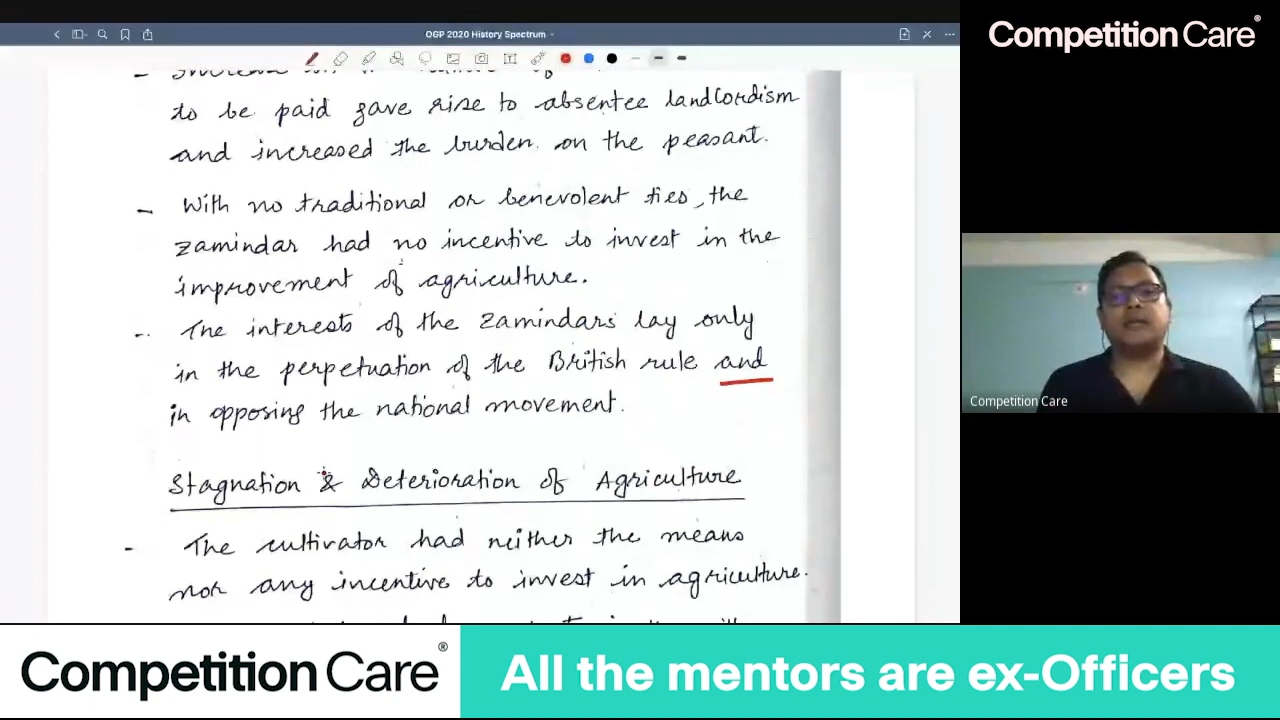 OGP 2020 History Spectrum
Competition Care®
to be paid gave rise to absentee landlordism
and increased the burden on the peasant.
- With no traditional or benevolent ties, the
zamindar had no incentive to invest in the
improvement of agriculture.
- The interests of the Zamindars lay only
in the perpetuation of the British rule and
in opposing the national movement.
Competition Care
Stagnation & Deterioration of Agriculture
- The cultivator had neither the means
nor any incentive to invest in agriculture.
Competition Care®
All the mentors are ex-Officers